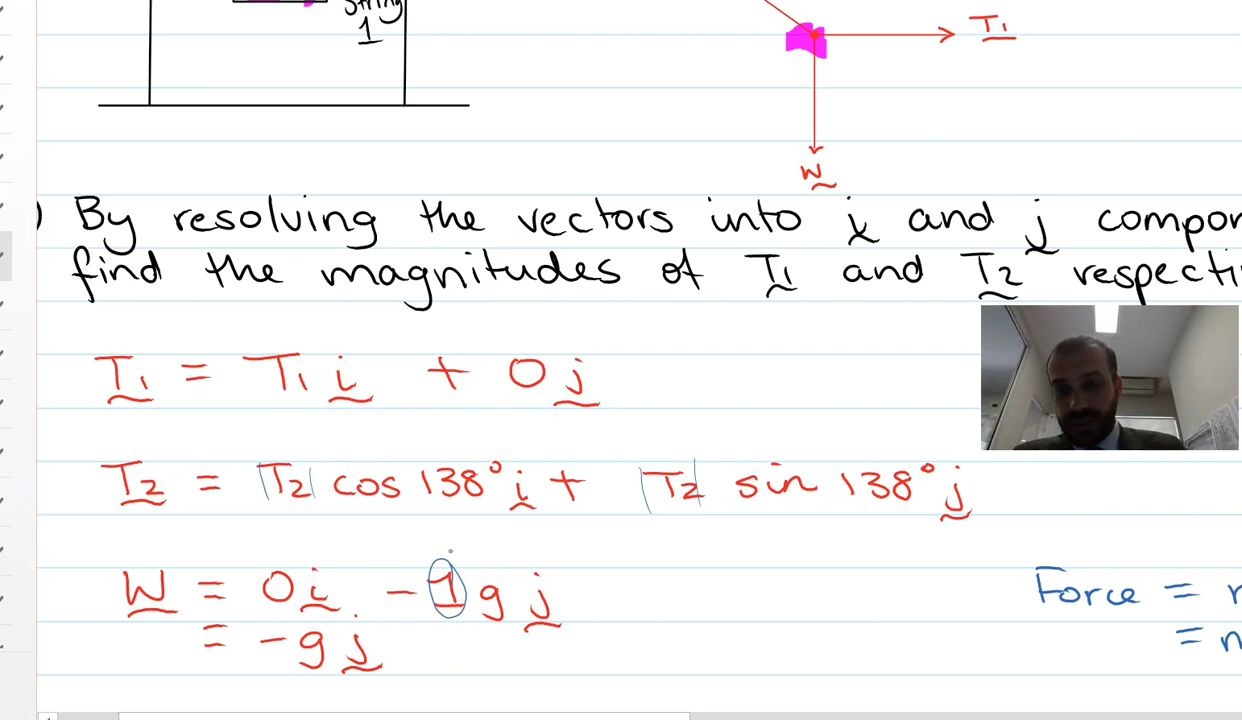 String
1
T1
W
) By resolving the vectors into i and j compon
find the magnitudes of T1 and T2 respecti
T1 = T1 i + 0 j
T2 = |T2| cos 138° i + |T2| sin 138° j
W = 0 i - 1 g j
= - g j
Force = m
= m